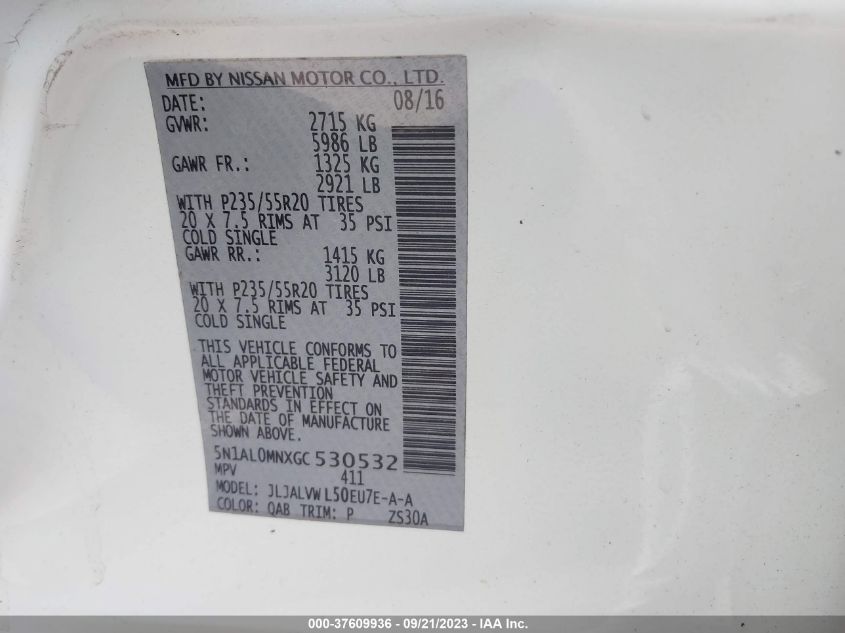 MFD BY NISSAN MOTOR CO., LTD.
DATE: 08/16
GVWR: 2715 KG
5986 LB
GAWR FR.: 1325 KG
2921 LB
WITH P235/55R20 TIRES
20 X 7.5 RIMS AT 35 PSI
COLD SINGLE
GAWR RR.: 1415 KG
3120 LB
WITH P235/55R20 TIRES
20 X 7.5 RIMS AT 35 PSI
COLD SINGLE
THIS VEHICLE CONFORMS TO
ALL APPLICABLE FEDERAL
MOTOR VEHICLE SAFETY AND
THEFT PREVENTION
STANDARDS IN EFFECT ON
THE DATE OF MANUFACTURE
SHOWN ABOVE.
5N1AL0MNXGC 530532
MPV 411
MODEL: JLJALVW L50EU7E-A-A
COLOR: QAB TRIM: P ZS30A
000-37609936 - 09/21/2023 - IAA Inc.